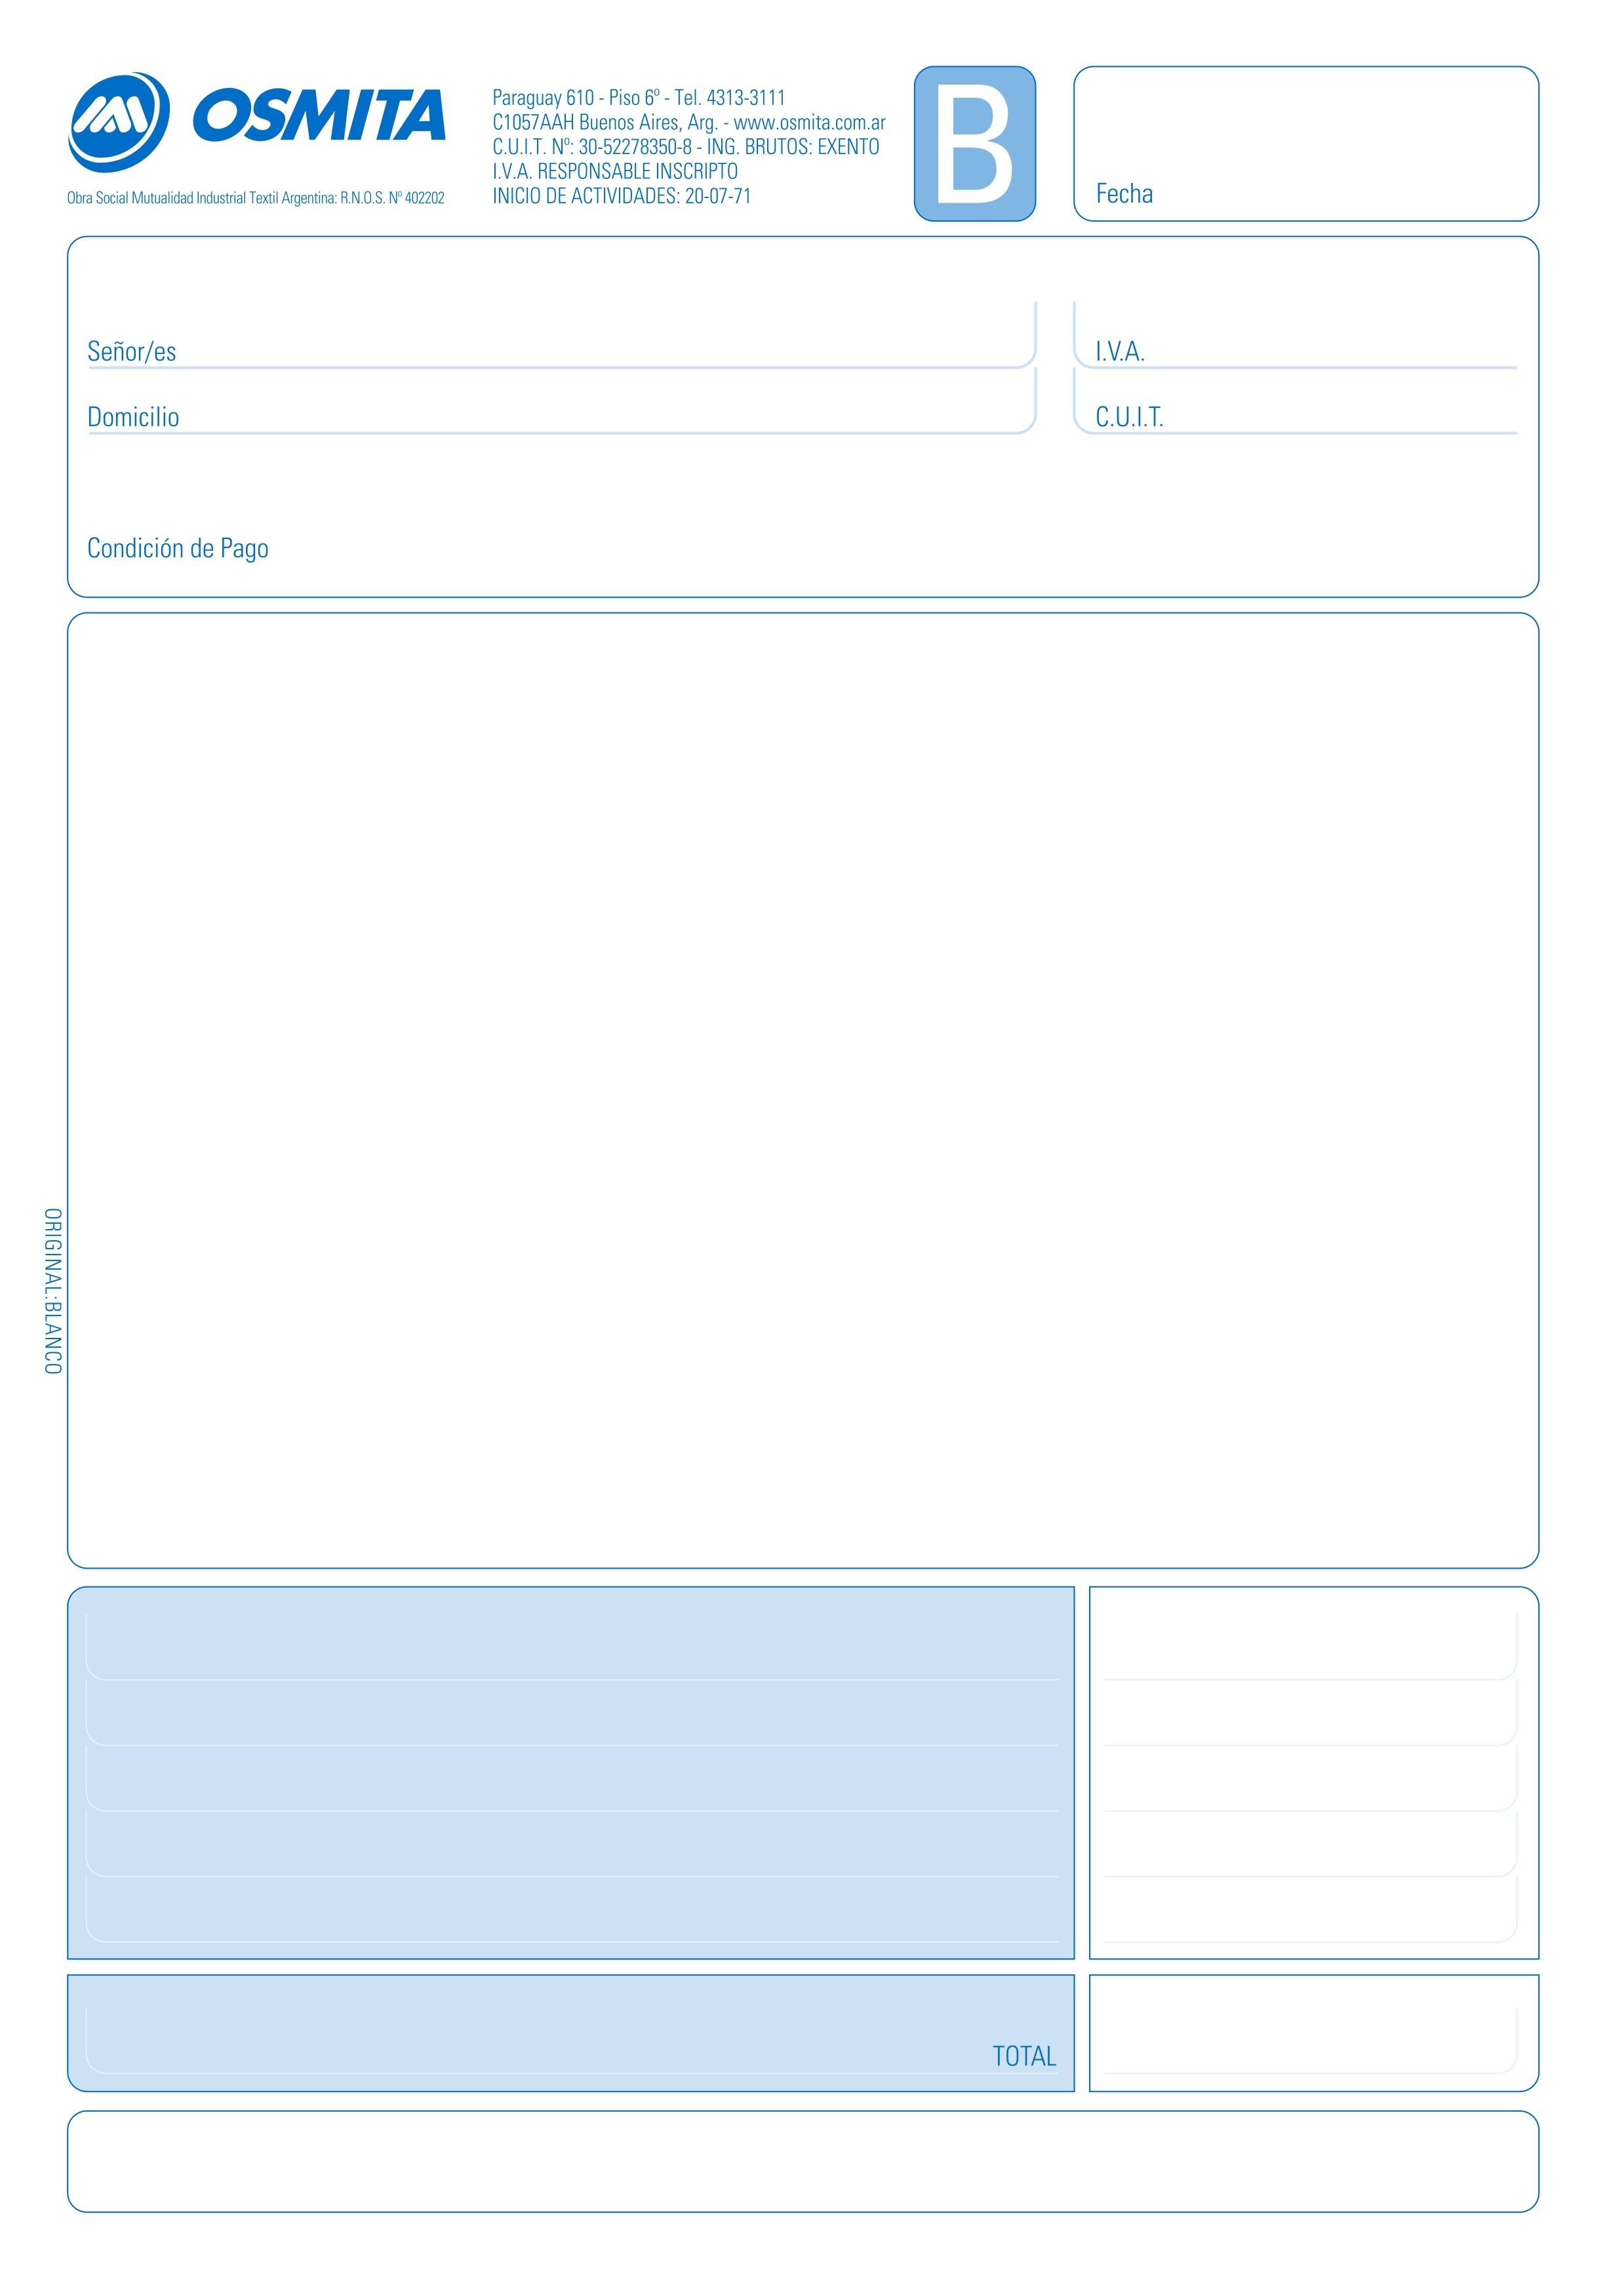 OSMITA
Obra Social Mutualidad Industrial Textil Argentina: R.N.O.S. Nº 402202
Paraguay 610 - Piso 6º - Tel. 4313-3111
C1057AAH Buenos Aires, Arg. - www.osmita.com.ar
C.U.I.T. Nº: 30-52278350-8 - ING. BRUTOS: EXENTO
I.V.A. RESPONSABLE INSCRIPTO
INICIO DE ACTIVIDADES: 20-07-71
B
Fecha
Señor/es
I.V.A.
Domicilio
C.U.I.T.
Condición de Pago
ORIGINAL:BLANCO
TOTAL